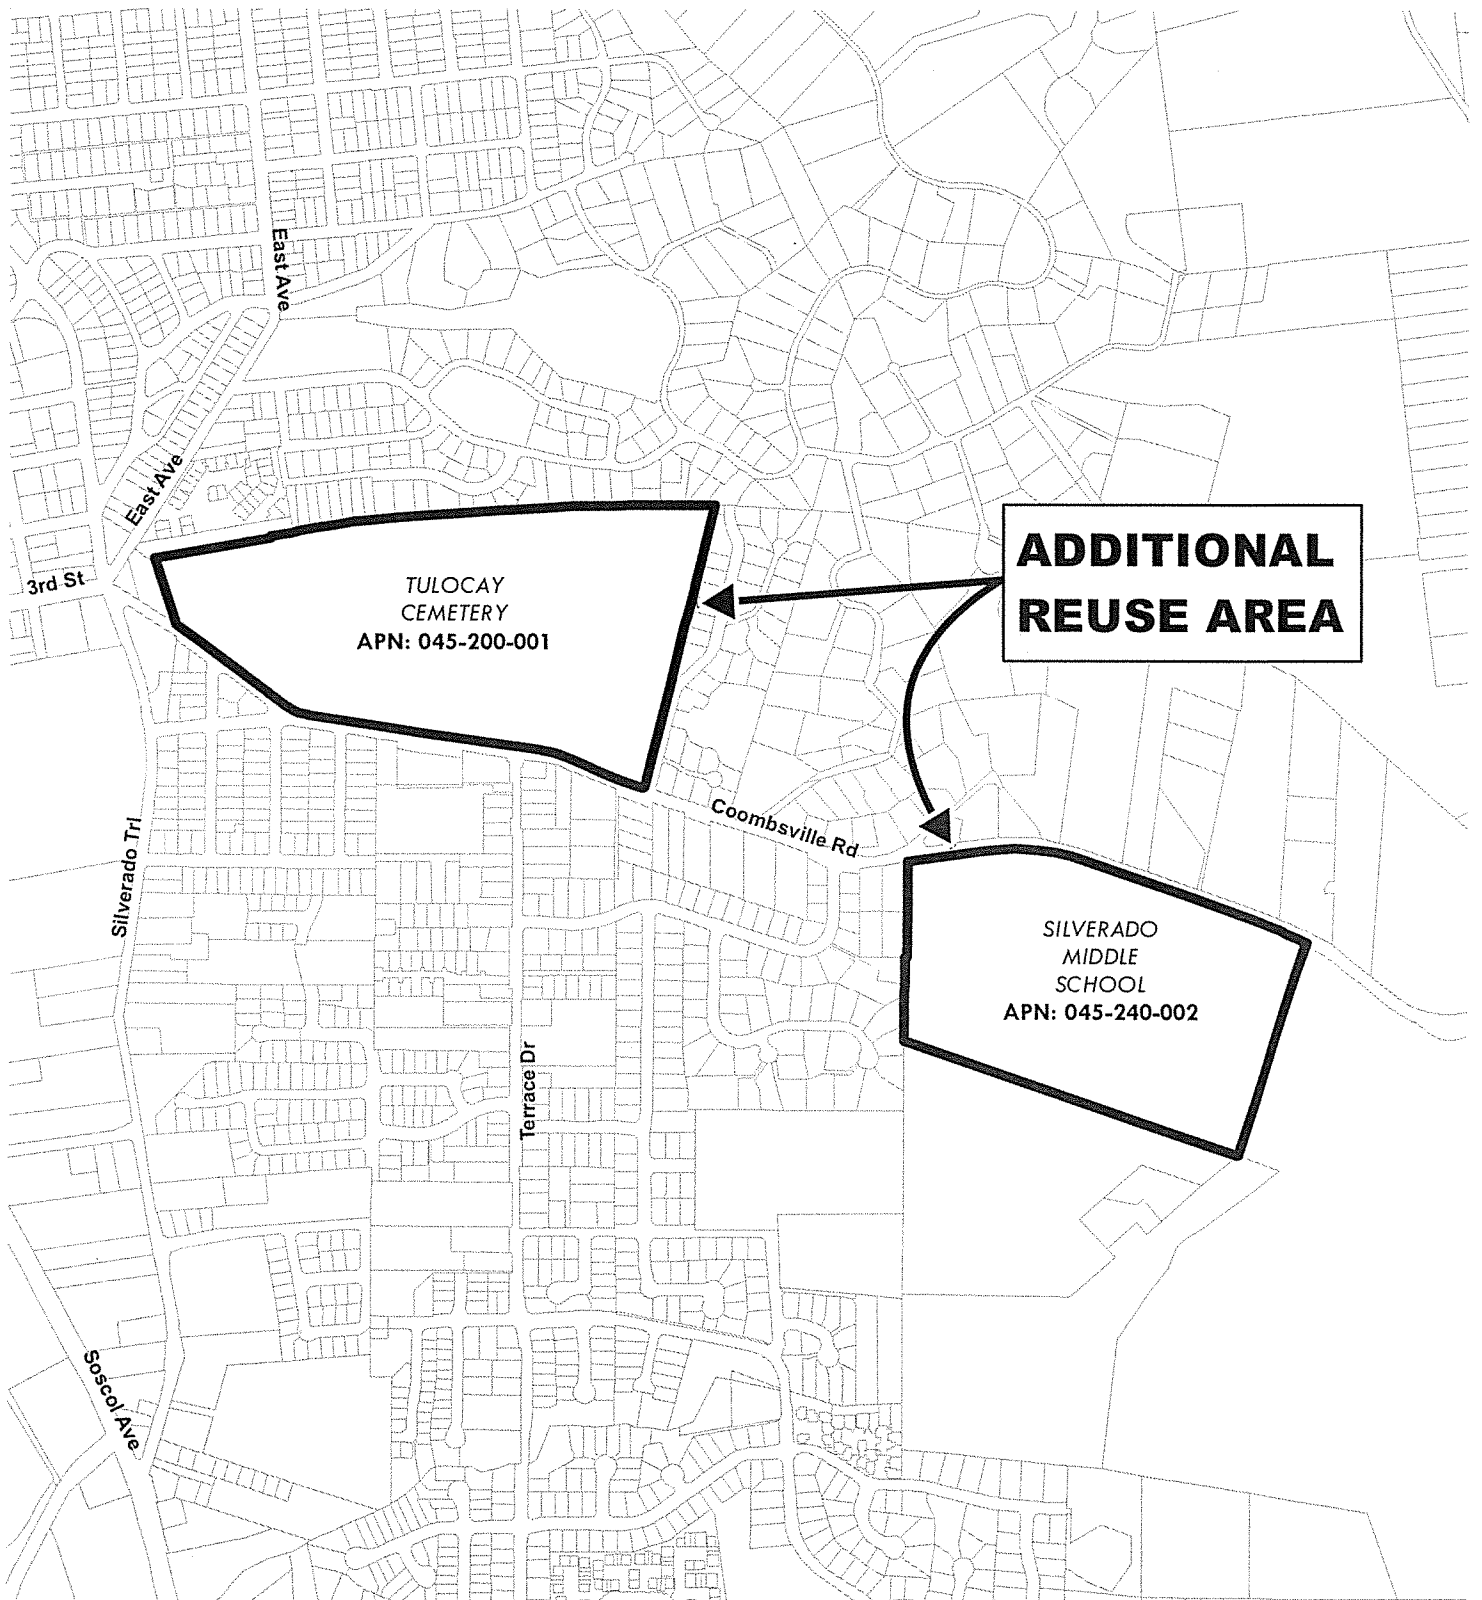 East Ave
East Ave
3rd St
TULOCAY
CEMETERY
APN: 045-200-001
ADDITIONAL
REUSE AREA
Coombsville Rd
Silverado Trl
SILVERADO
MIDDLE
SCHOOL
APN: 045-240-002
Terrace Dr
Soscol Ave